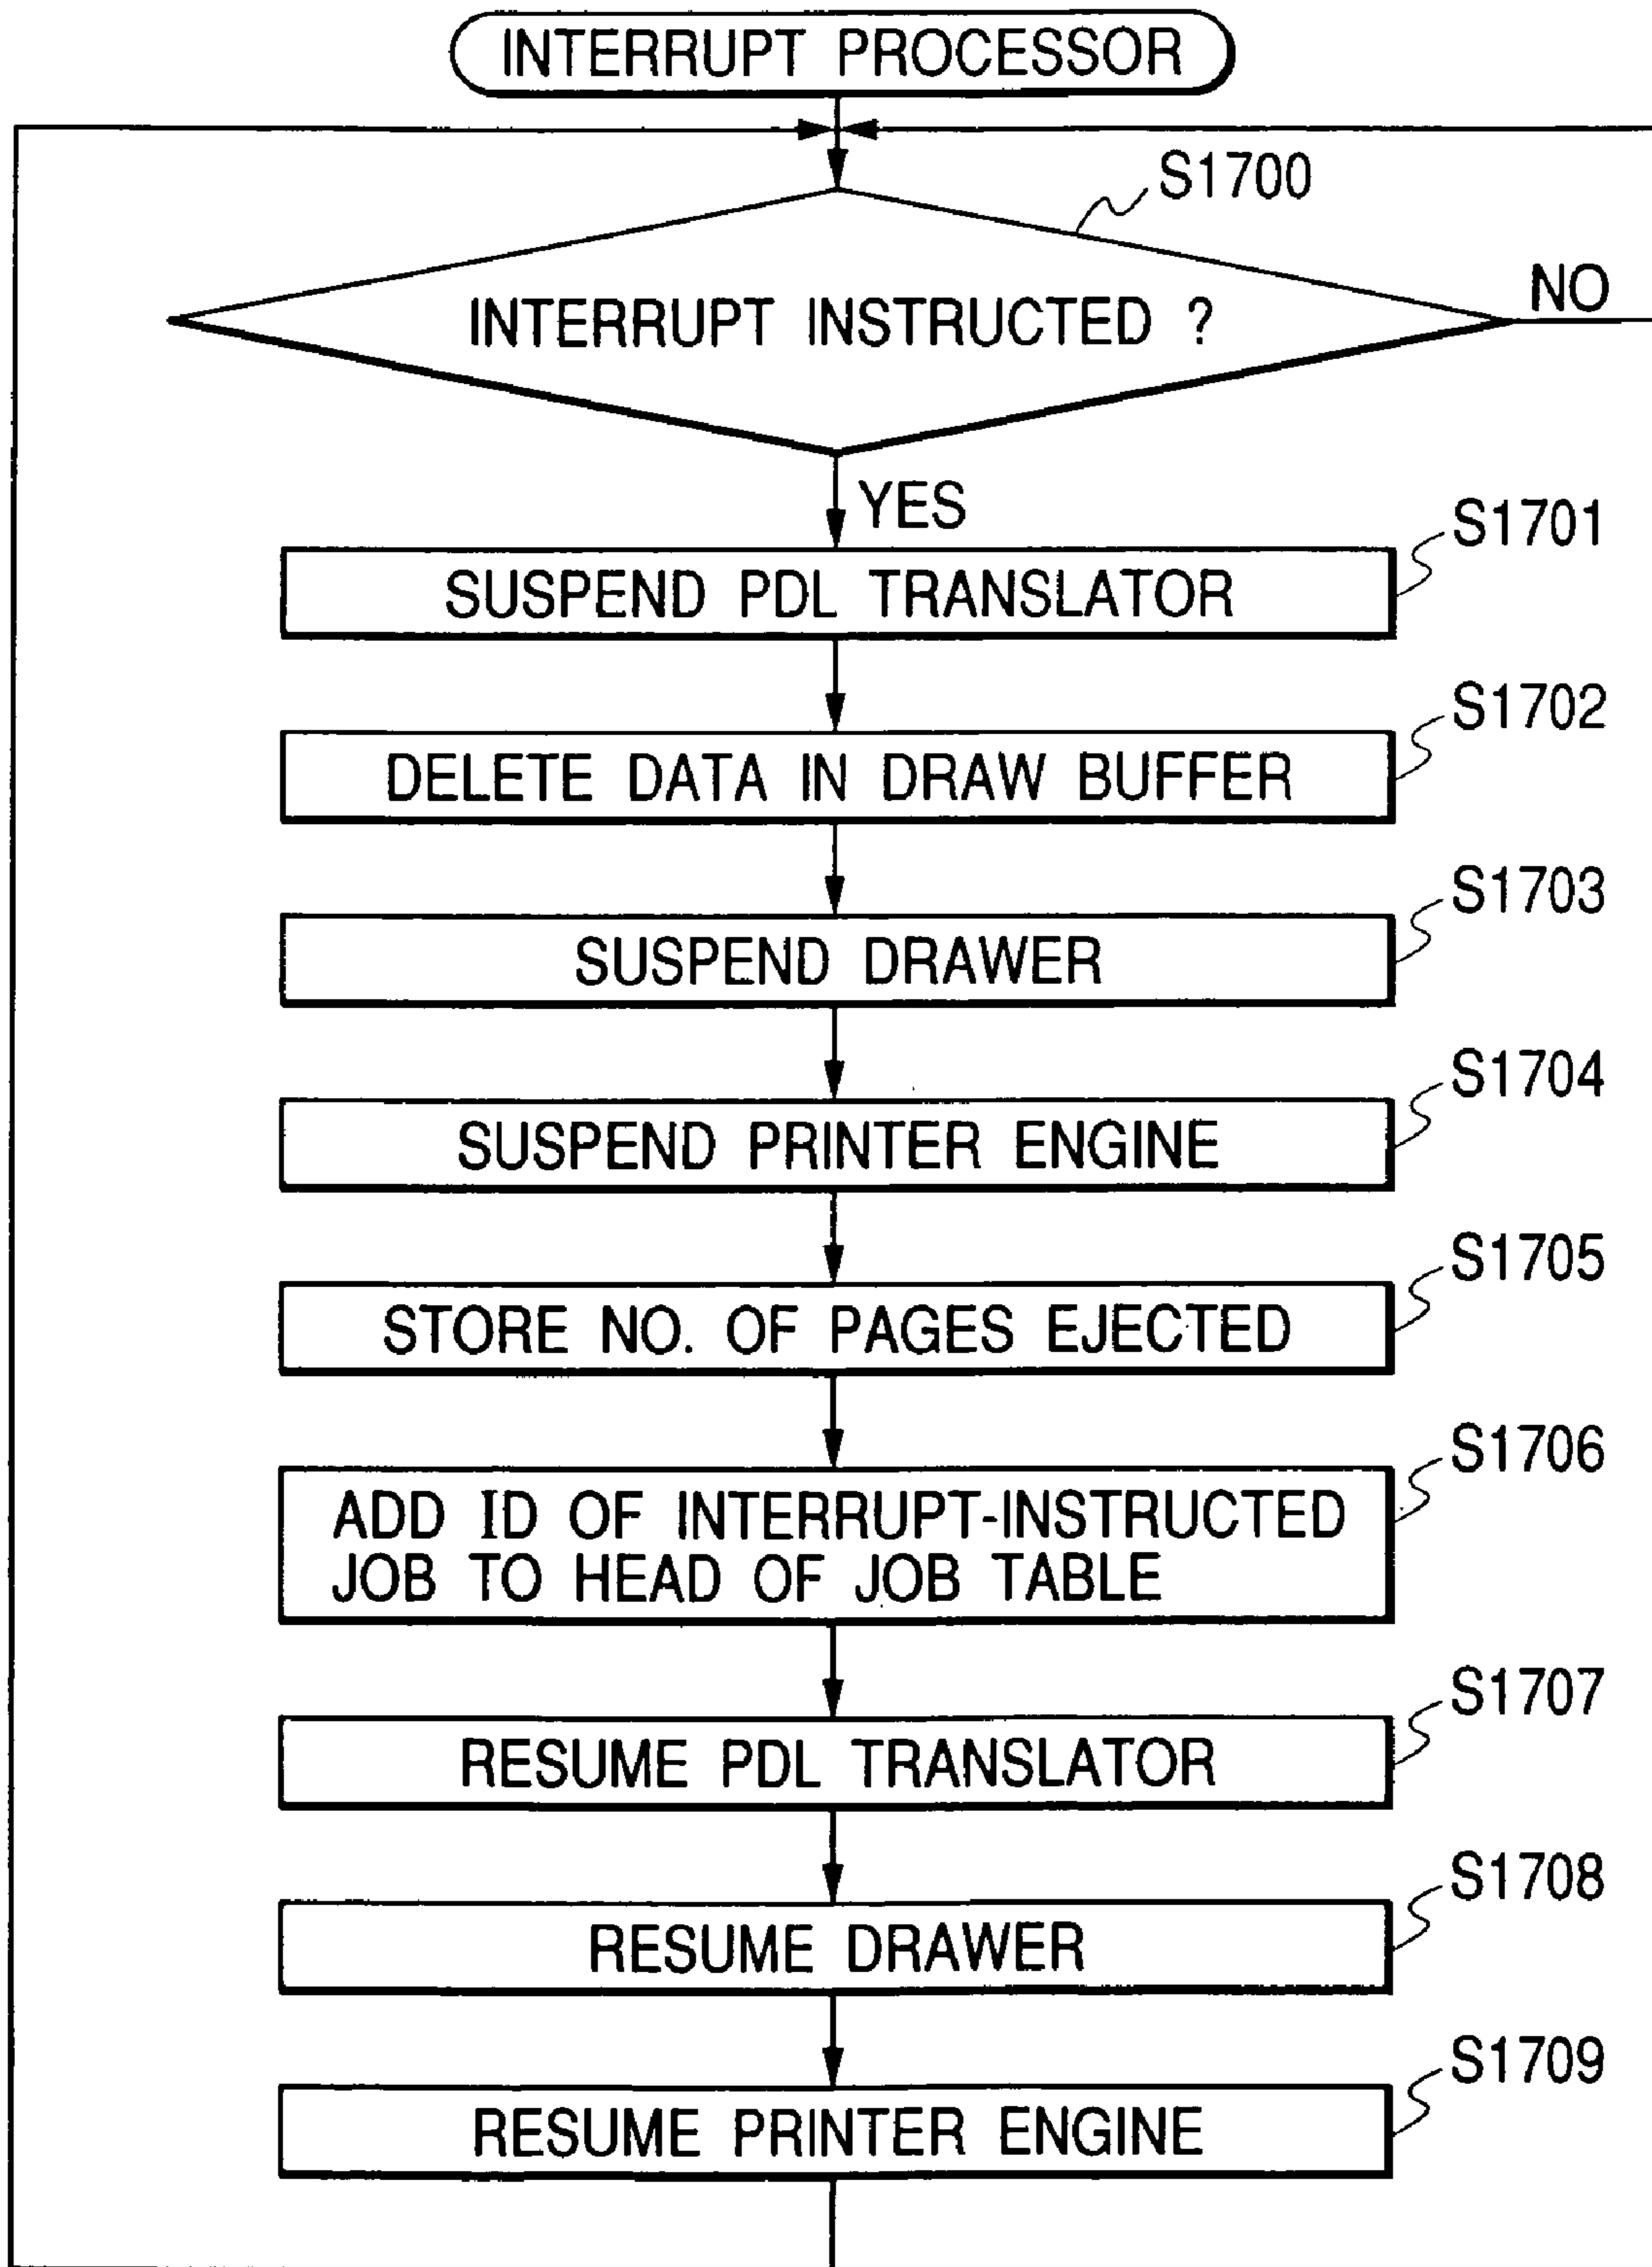 INTERRUPT PROCESSOR
S1700
INTERRUPT INSTRUCTED ?
NO
YES
S1701
SUSPEND PDL TRANSLATOR
S1702
DELETE DATA IN DRAW BUFFER
S1703
SUSPEND DRAWER
S1704
SUSPEND PRINTER ENGINE
S1705
STORE NO. OF PAGES EJECTED
S1706
ADD ID OF INTERRUPT-INSTRUCTED
JOB TO HEAD OF JOB TABLE
S1707
RESUME PDL TRANSLATOR
S1708
RESUME DRAWER
S1709
RESUME PRINTER ENGINE